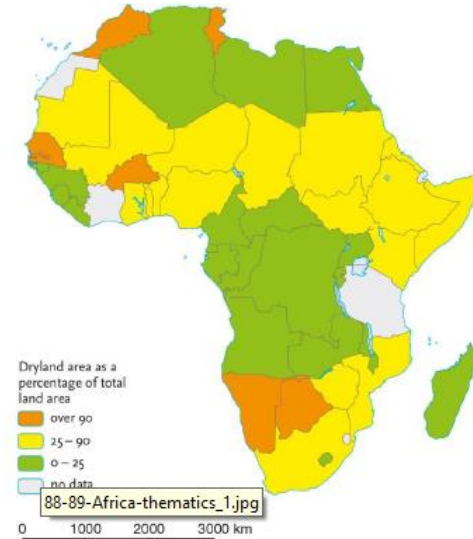 Dryland area as a
percentage of total
land area
over 90
25 – 90
0 – 25
no data
88-89-Africa-thematics_1.jpg
0 1000 2000 3000 km